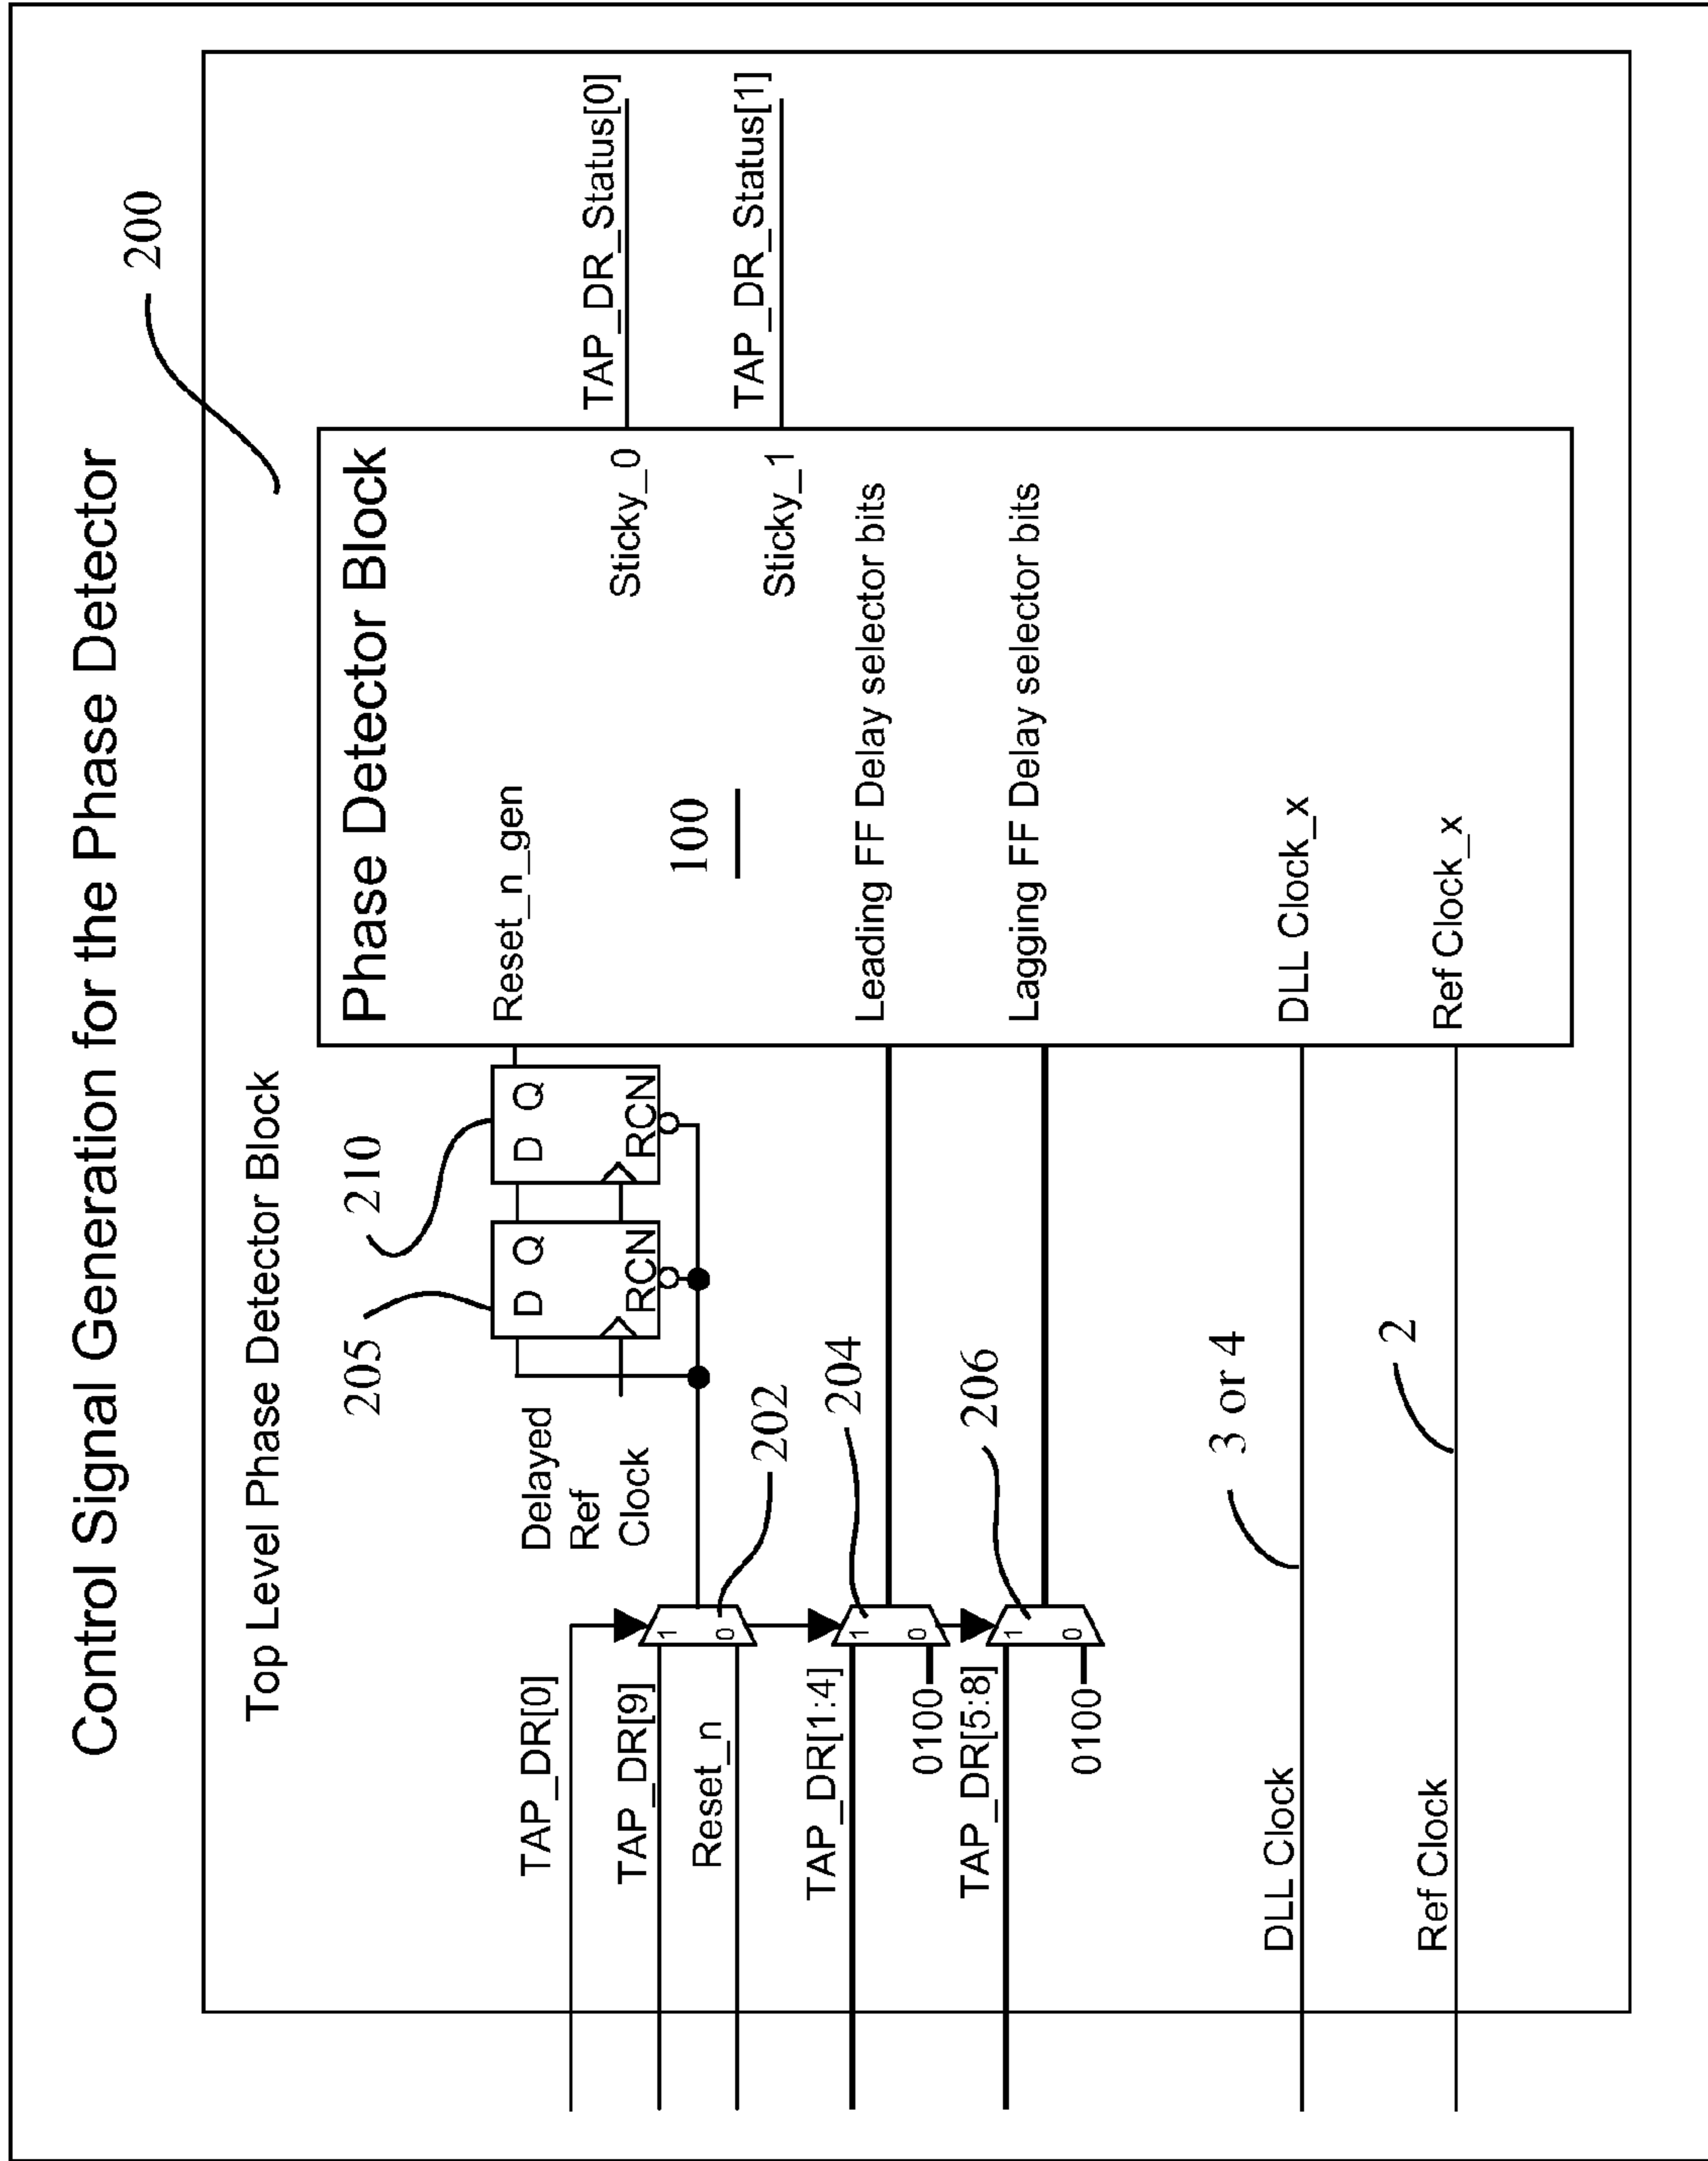 Control Signal Generation for the Phase Detector
200
Top Level Phase Detector Block
Phase Detector Block
205
210
D Q
RCN
D Q
RCN
Reset_n_gen
Delayed
Ref
Clock
TAP_DR[0]
TAP_DR[9]
Reset_n
1
0
202
100
Sticky_0
TAP_DR_Status[0]
Sticky_1
TAP_DR_Status[1]
TAP_DR[1:4]
0100
1
0
204
Leading FF Delay selector bits
TAP_DR[5:8]
0100
1
0
206
Lagging FF Delay selector bits
DLL Clock
3 or 4
DLL Clock_x
Ref Clock
2
Ref Clock_x